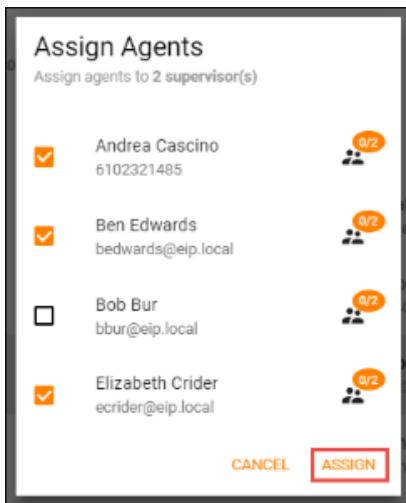 Assign Agents
Assign agents to 2 supervisor(s)
Andrea Cascino
0/2
6102321485
Ben Edwards
0/2
bedwards@eip.local
Bob Bur
0/2
bbur@eip.local
Elizabeth Crider
0/2
ecrider@eip.local
CANCEL ASSIGN